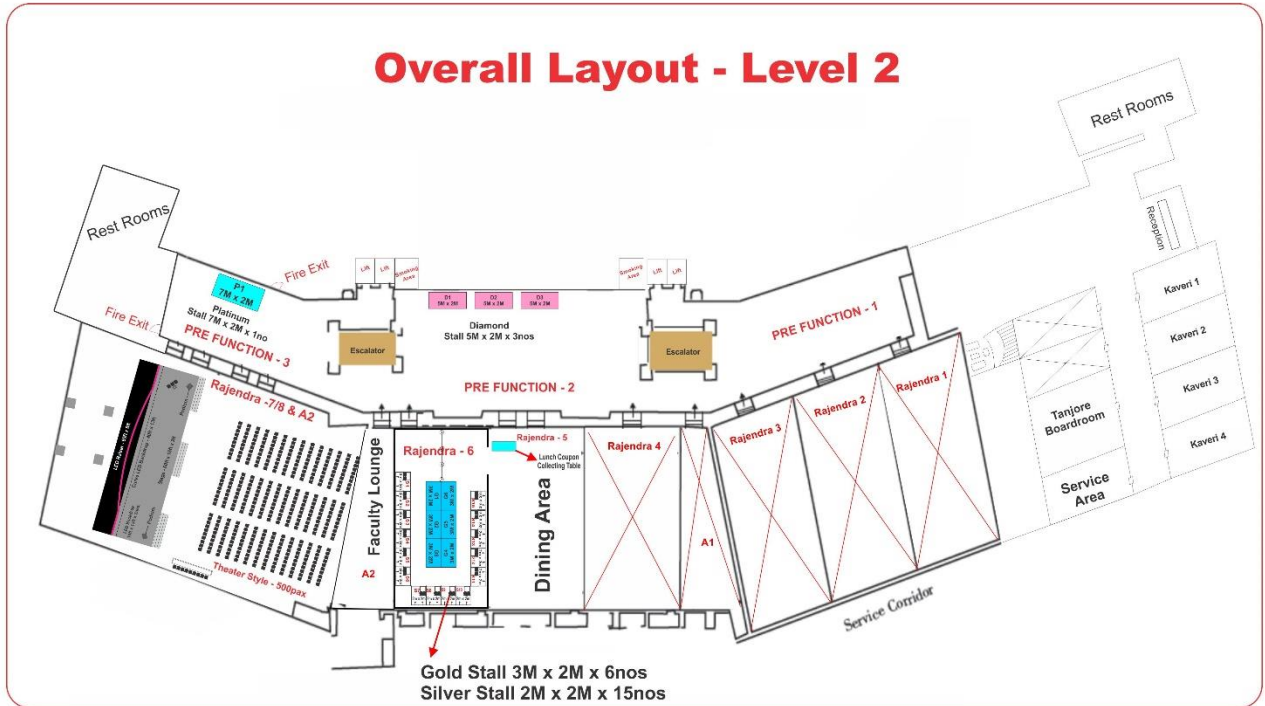 Overall Layout - Level 2
Rest Rooms
Rest Rooms
Reception
Fire Exit
Fire Exit
Lift
Lift
Smoking
Area
Smoking
Area
Lift
Lift
P1
7M x 2M
Platinum
Stall 7M x 2M x 1no
D1
5M x 2M
D2
5M x 2M
D3
5M x 2M
Diamond
Stall 5M x 2M x 3nos
Escalator
Escalator
PRE FUNCTION - 3
PRE FUNCTION - 2
PRE FUNCTION - 1
Kaveri 1
Kaveri 2
Kaveri 3
Kaveri 4
Tanjore
Boardroom
Service
Area
Rajendra -7/8 & A2
Theater Style - 500pax
Faculty Lounge
A2
Rajendra - 6
Rajendra - 5
Lunch Coupon
Collecting Table
Dining Area
Rajendra 4
A1
Rajendra 3
Rajendra 2
Rajendra 1
Service Corridor
Gold Stall 3M x 2M x 6nos
Silver Stall 2M x 2M x 15nos